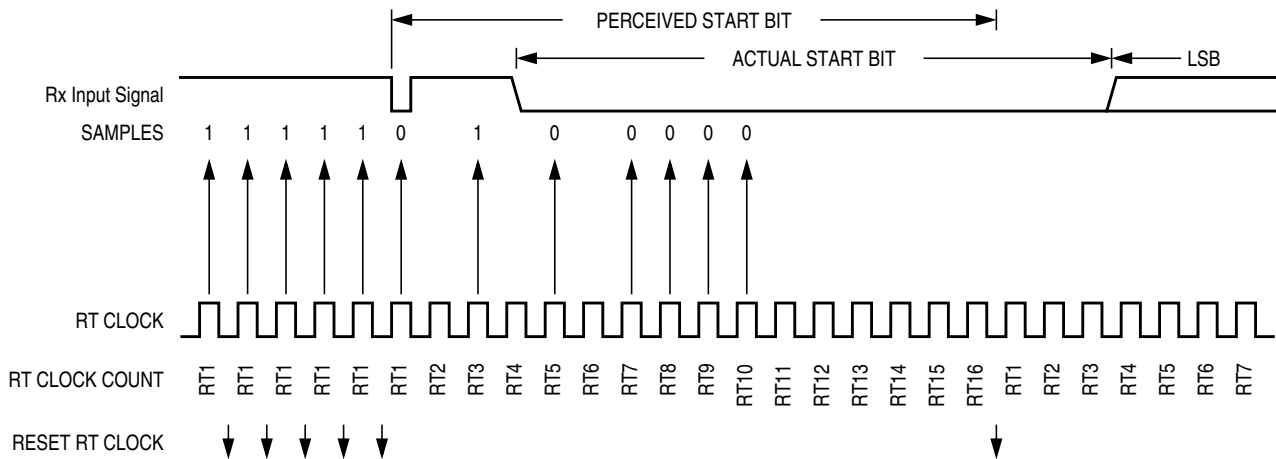 PERCEIVED START BIT
ACTUAL START BIT LSB
Rx Input Signal
SAMPLES 1 1 1 1 1 0 1 0 0 0 0 0
RT CLOCK
RT CLOCK COUNT RT1 RT1 RT1 RT1 RT1 RT1 RT2 RT3 RT4 RT5 RT6 RT7 RT8 RT9 RT10 RT11 RT12 RT13 RT14 RT15 RT16 RT1 RT2 RT3 RT4 RT5 RT6 RT7
RESET RT CLOCK